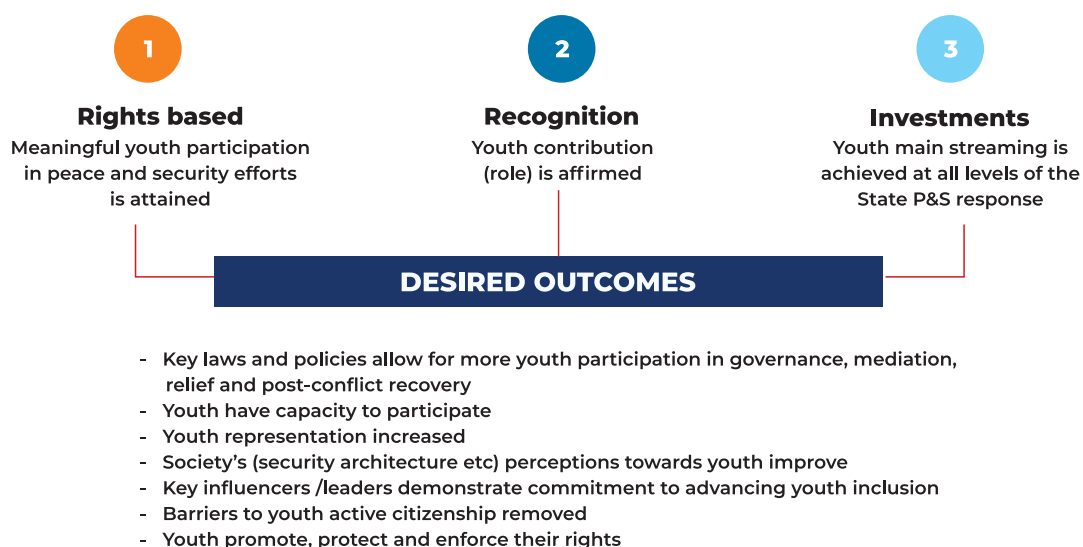 1
Rights based
Meaningful youth participation
in peace and security efforts
is attained
2
Recognition
Youth contribution
(role) is affirmed
3
Investments
Youth main streaming is
achieved at all levels of the
State P&S response
DESIRED OUTCOMES
- Key laws and policies allow for more youth participation in governance, mediation,
relief and post-conflict recovery
- Youth have capacity to participate
- Youth representation increased
- Society's (security architecture etc) perceptions towards youth improve
- Key influencers /leaders demonstrate commitment to advancing youth inclusion
- Barriers to youth active citizenship removed
- Youth promote, protect and enforce their rights